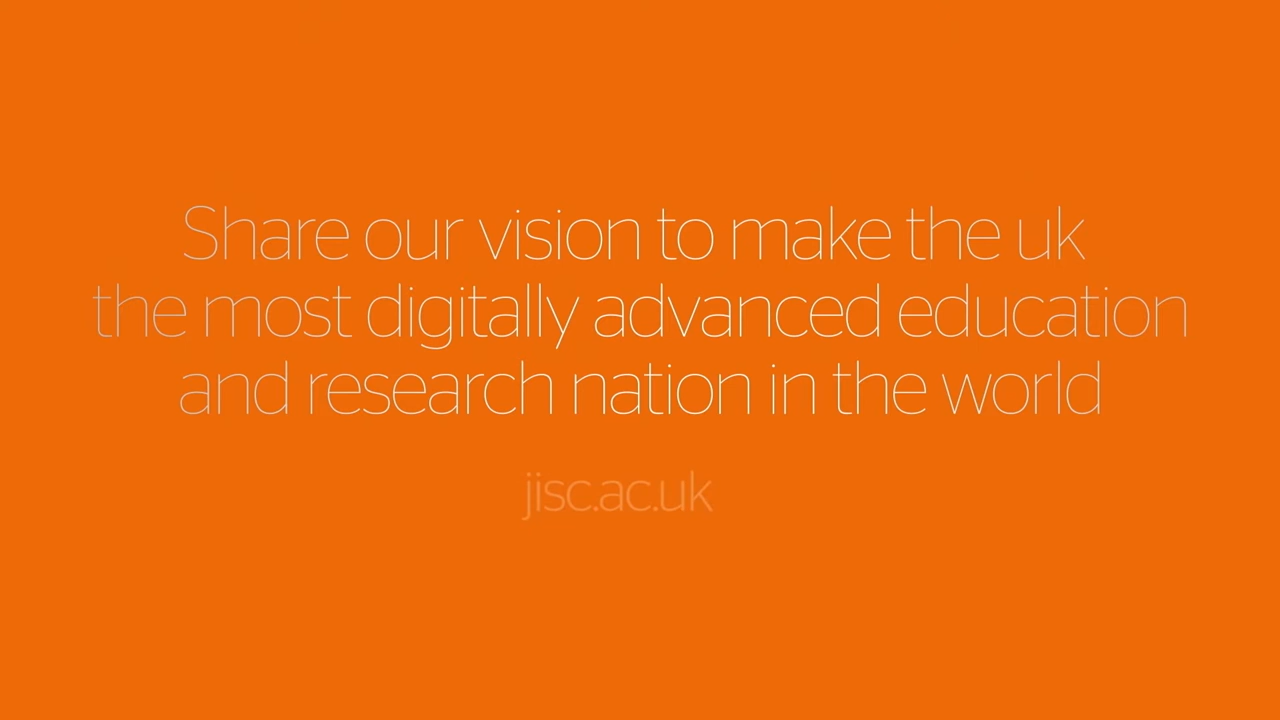 Share our vision to make the uk
the most digitally advanced education
and research nation in the world
jisc.ac.uk